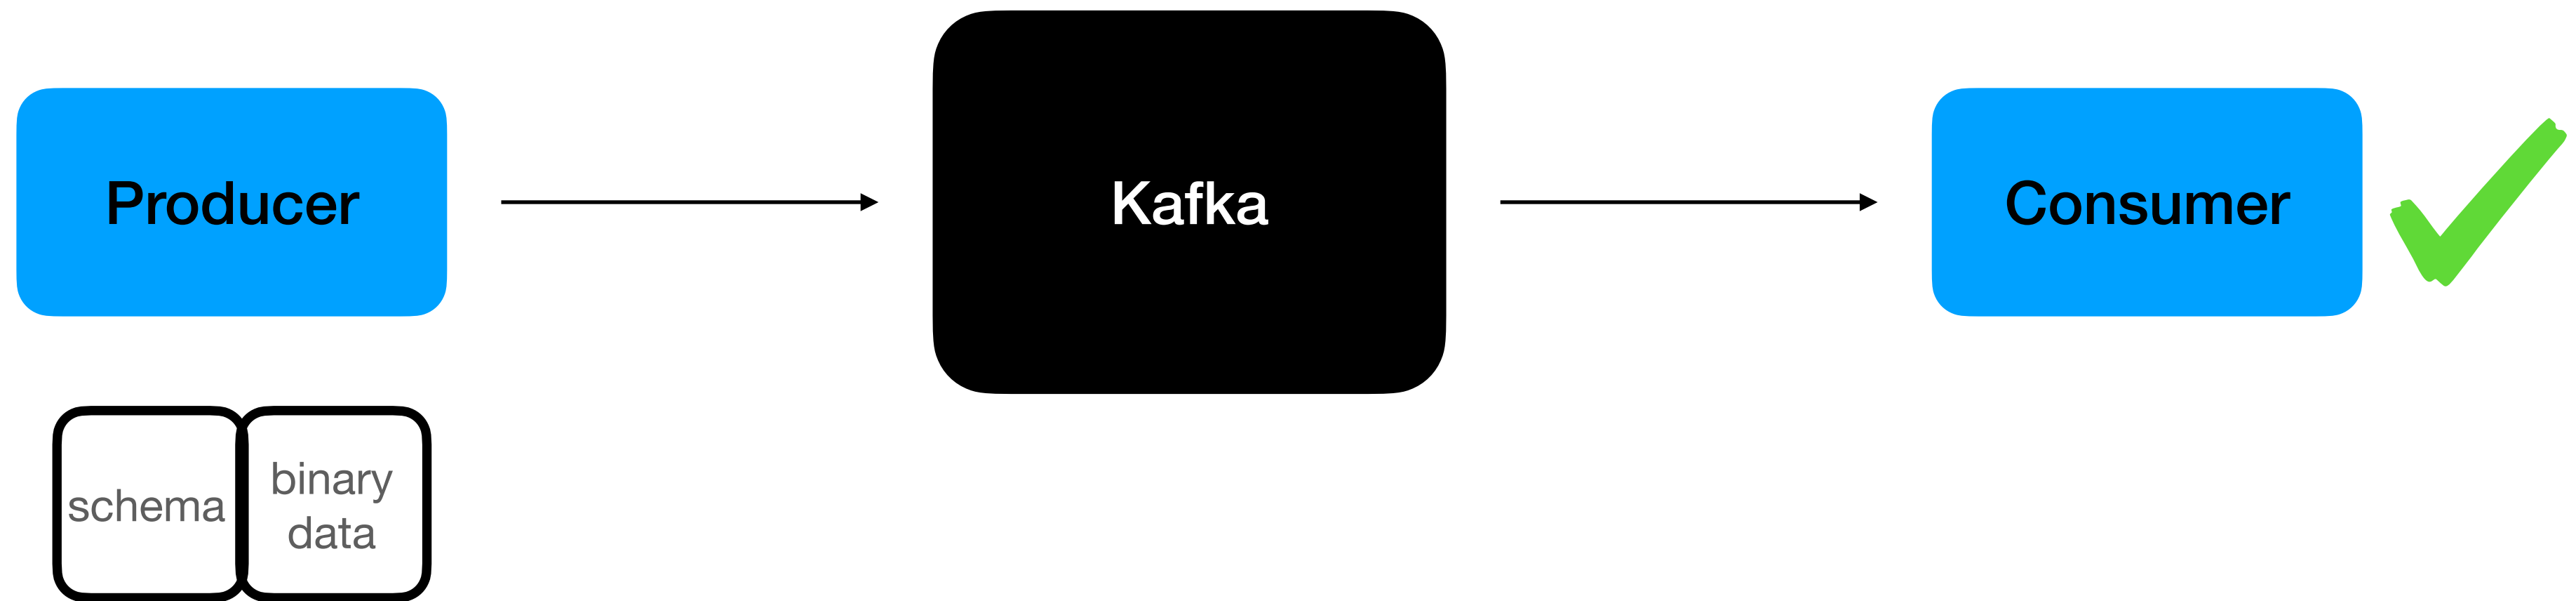 Producer
Kafka
Consumer
schema
binary
data